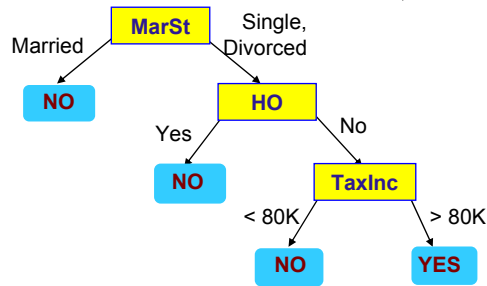 MarSt
Married
Single,
Divorced
NO
HO
Yes
No
NO
TaxInc
< 80K
> 80K
NO
YES